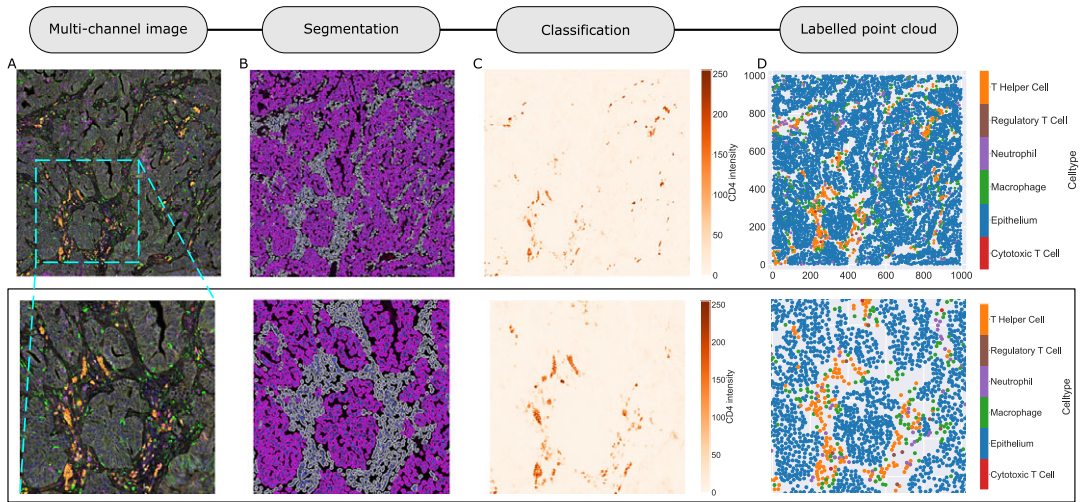 Multi-channel image
Segmentation
Classification
Labelled point cloud
A
B
C
D
250
200
150
100
50
0
CD4 intensity
1000
800
600
400
200
0
0
200
400
600
800
1000
T Helper Cell
Regulatory T Cell
Neutrophil
Macrophage
Epithelium
Cytotoxic T Cell
Celltype
250
200
150
100
50
0
CD4 intensity
T Helper Cell
Regulatory T Cell
Neutrophil
Macrophage
Epithelium
Cytotoxic T Cell
Celltype